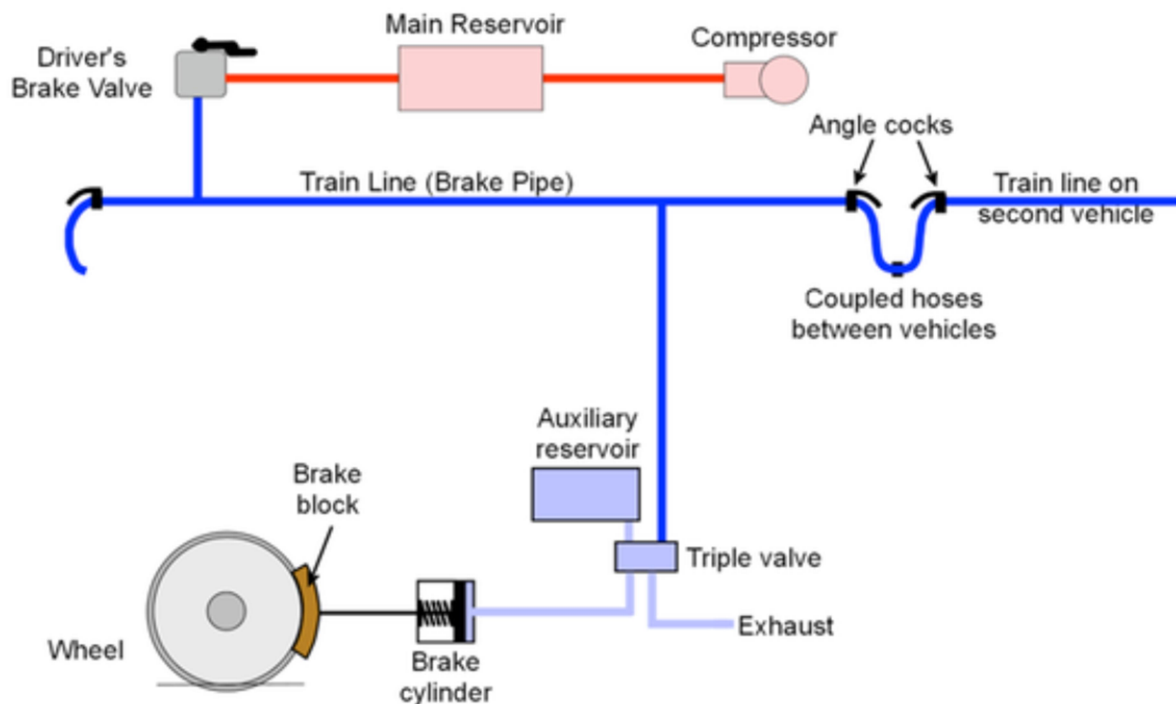 Main Reservoir
Compressor
Driver's
Brake Valve
Angle cocks
Train Line (Brake Pipe)
Train line on
second vehicle
Coupled hoses
between vehicles
Auxiliary
reservoir
Brake
block
Triple valve
Exhaust
Wheel
Brake
cylinder